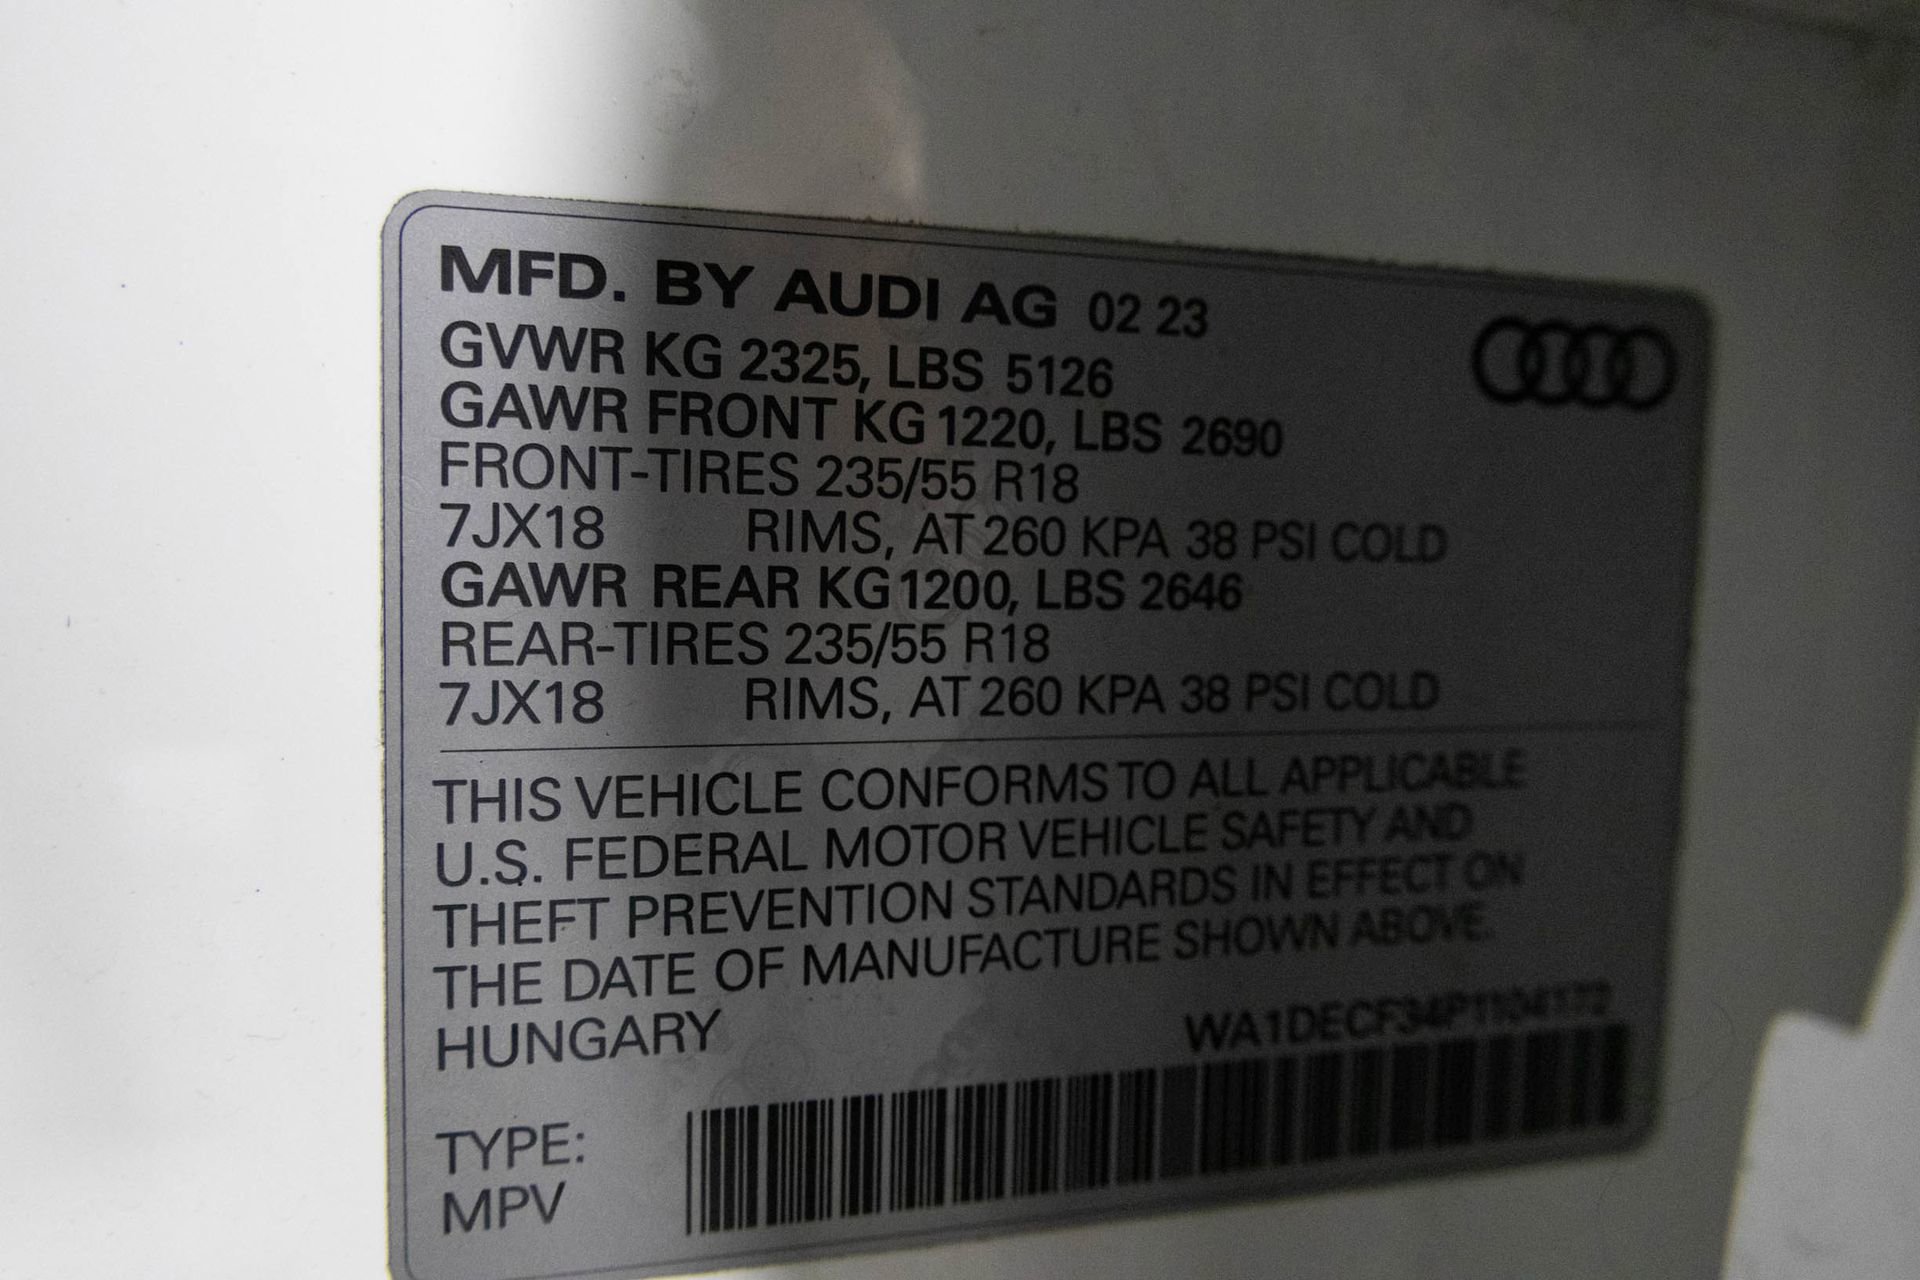 MFD. BY AUDI AG 02 23
GVWR KG 2325, LBS 5126
GAWR FRONT KG 1220, LBS 2690
FRONT-TIRES 235/55 R18
7JX18 RIMS, AT 260 KPA 38 PSI COLD
GAWR REAR KG 1200, LBS 2646
REAR-TIRES 235/55 R18
7JX18 RIMS, AT 260 KPA 38 PSI COLD
THIS VEHICLE CONFORMS TO ALL APPLICABLE
U.S. FEDERAL MOTOR VEHICLE SAFETY AND
THEFT PREVENTION STANDARDS IN EFFECT ON
THE DATE OF MANUFACTURE SHOWN ABOVE.
HUNGARY
TYPE:
MPV